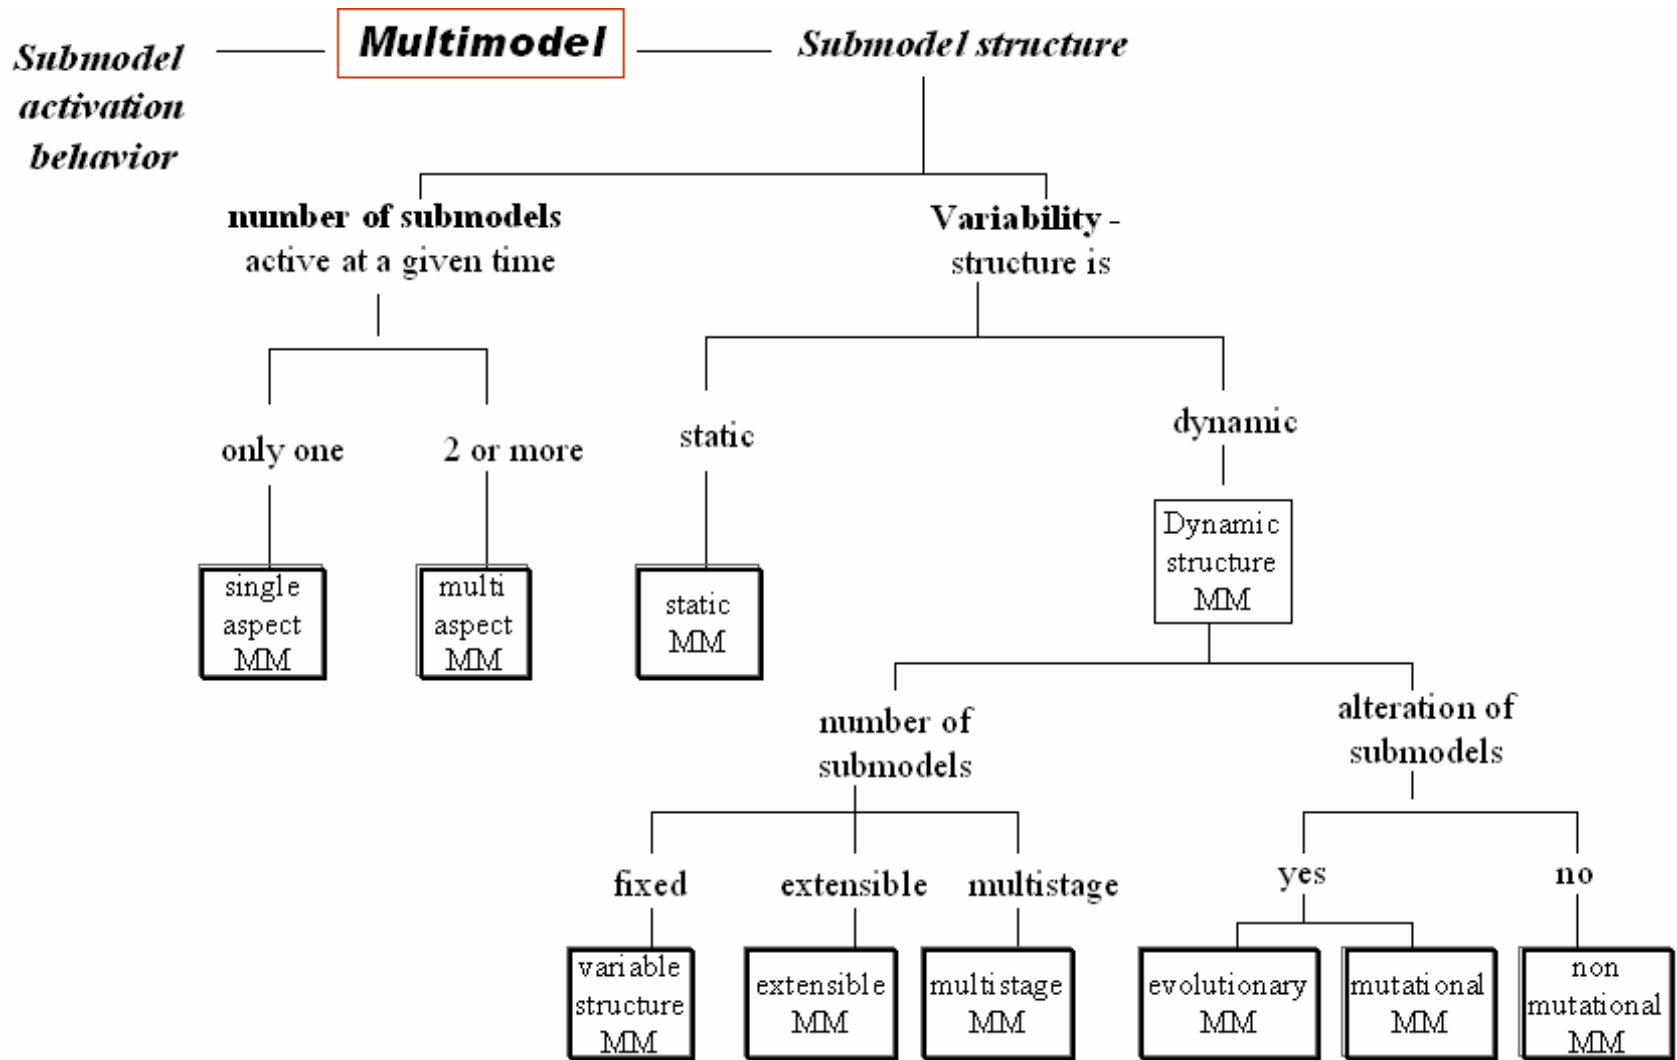 Submodel
activation
behavior
Multimodel
Submodel structure
number of submodels
active at a given time
Variability -
structure is
only one
2 or more
static
dynamic
single
aspect
MM
multi
aspect
MM
static
MM
Dynamic
structure
MM
number of
submodels
alteration of
submodels
fixed
extensible
multistage
yes
no
variable
structure
MM
extensible
MM
multistage
MM
evolutionary
MM
mutational
MM
non
mutational
MM